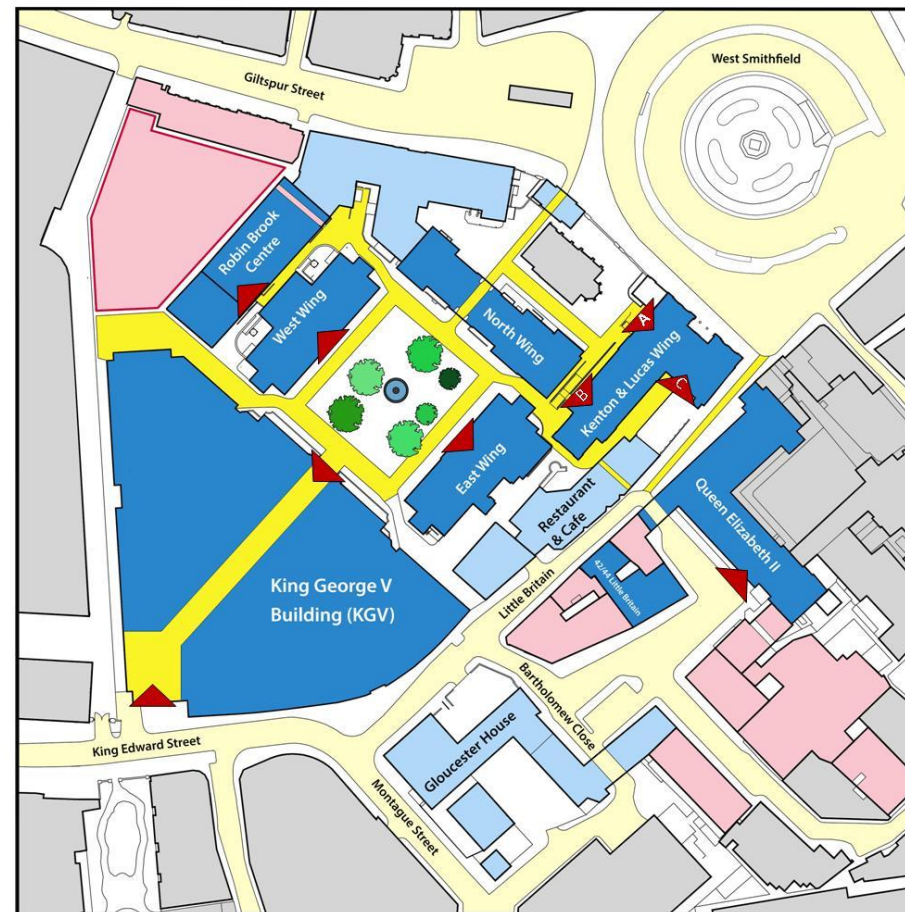 Giltspur Street
West Smithfield
Robin Brook
Centre
West Wing
North Wing
A
B
C
Kenton & Lucas Wing
East Wing
Restaurant
& Cafe
Queen Elizabeth II
42/44 Little Britain
Little Britain
King George V
Building (KGV)
Bartholomew Close
Gloucester House
King Edward Street
Montague Street